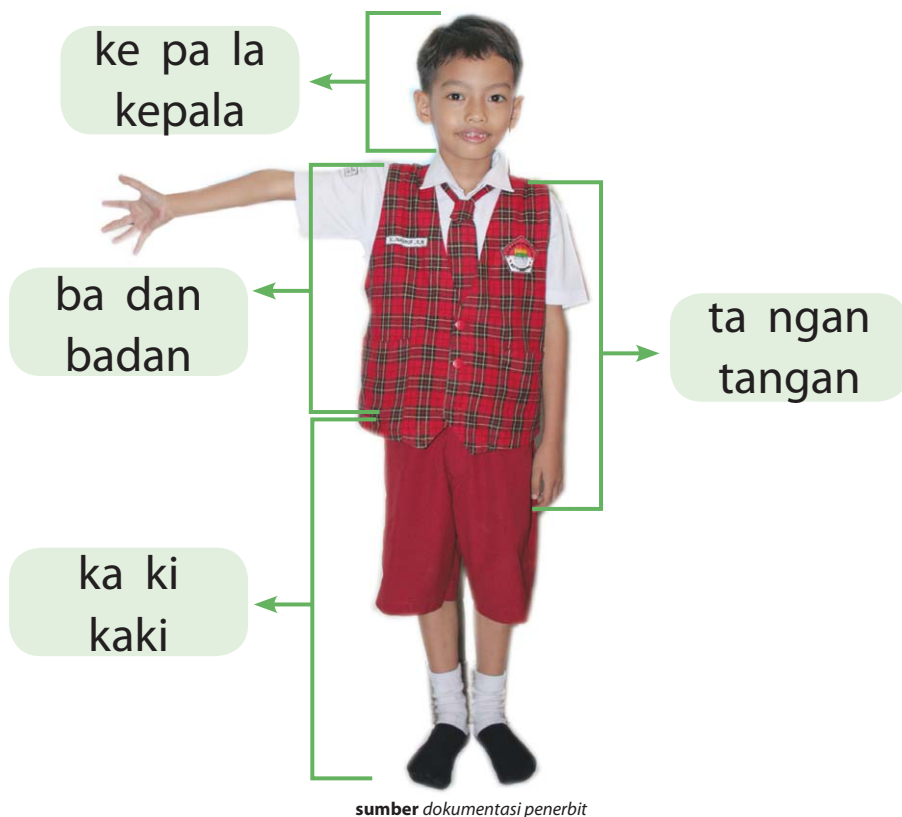 ke pa la
kepala
ba dan
badan
ta ngan
tangan
ka ki
kaki
sumber dokumentasi penerbit